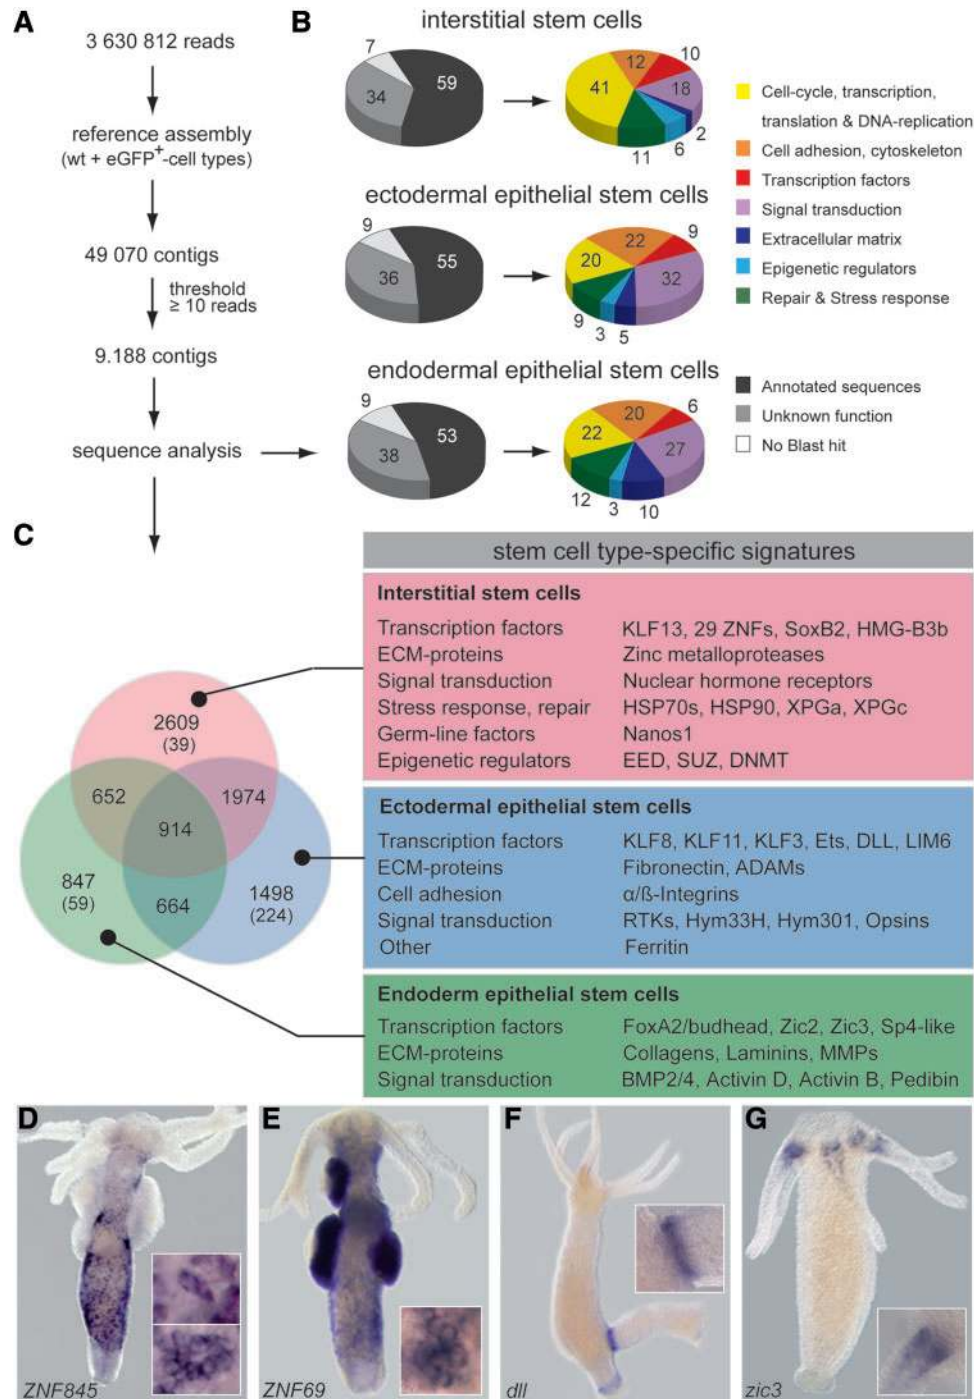 A
3 630 812 reads
reference assembly
(wt + eGFP+-cell types)
49 070 contigs
threshold
≥ 10 reads
9.188 contigs
sequence analysis
B
interstitial stem cells
7
34
59
41
12
10
18
2
6
11
ectodermal epithelial stem cells
9
36
55
20
22
9
32
5
3
9
endodermal epithelial stem cells
9
38
53
22
20
6
27
10
3
12
Cell-cycle, transcription,
translation & DNA-replication
Cell adhesion, cytoskeleton
Transcription factors
Signal transduction
Extracellular matrix
Epigenetic regulators
Repair & Stress response
Annotated sequences
Unknown function
No Blast hit
C
2609
(39)
652
1974
914
847
(59)
664
1498
(224)
stem cell type-specific signatures
Interstitial stem cells
Transcription factors KLF13, 29 ZNFs, SoxB2, HMG-B3b
ECM-proteins Zinc metalloproteases
Signal transduction Nuclear hormone receptors
Stress response, repair HSP70s, HSP90, XPGa, XPGc
Germ-line factors Nanos1
Epigenetic regulators EED, SUZ, DNMT
Ectodermal epithelial stem cells
Transcription factors KLF8, KLF11, KLF3, Ets, DLL, LIM6
ECM-proteins Fibronectin, ADAMs
Cell adhesion α/ß-Integrins
Signal transduction RTKs, Hym33H, Hym301, Opsins
Other Ferritin
Endoderm epithelial stem cells
Transcription factors FoxA2/budhead, Zic2, Zic3, Sp4-like
ECM-proteins Collagens, Laminins, MMPs
Signal transduction BMP2/4, Activin D, Activin B, Pedibin
D
ZNF845
E
ZNF69
F
dll
G
zic3